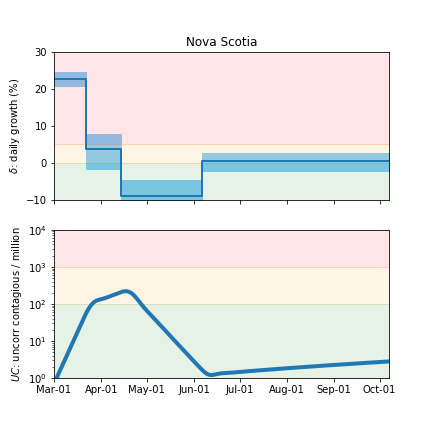 Nova Scotia
δ: daily growth (%)
30
20
10
0
−10
UC: uncorr contagious / million
10⁴
10³
10²
10¹
10⁰
Mar-01 Apr-01 May-01 Jun-01 Jul-01 Aug-01 Sep-01 Oct-01